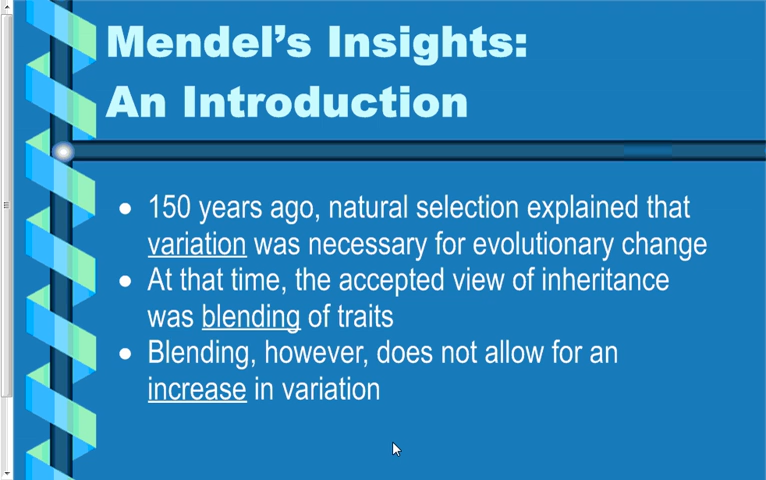 Mendel’s Insights:
An Introduction
• 150 years ago, natural selection explained that
variation was necessary for evolutionary change
• At that time, the accepted view of inheritance
was blending of traits
• Blending, however, does not allow for an
increase in variation